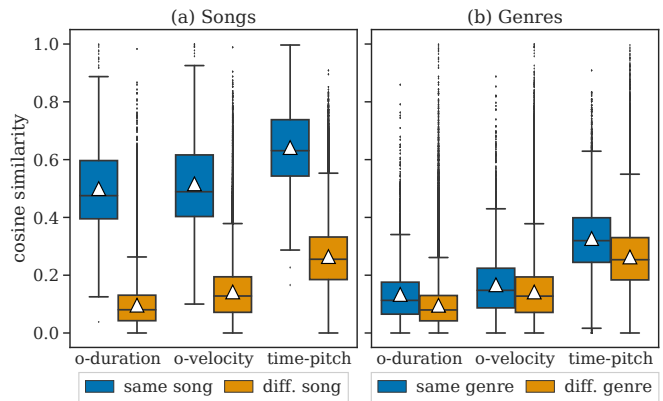 (a) Songs
(b) Genres
cosine similarity
1.0
0.8
0.6
0.4
0.2
0.0
o-duration o-velocity time-pitch
o-duration o-velocity time-pitch
same song diff. song
same genre diff. genre